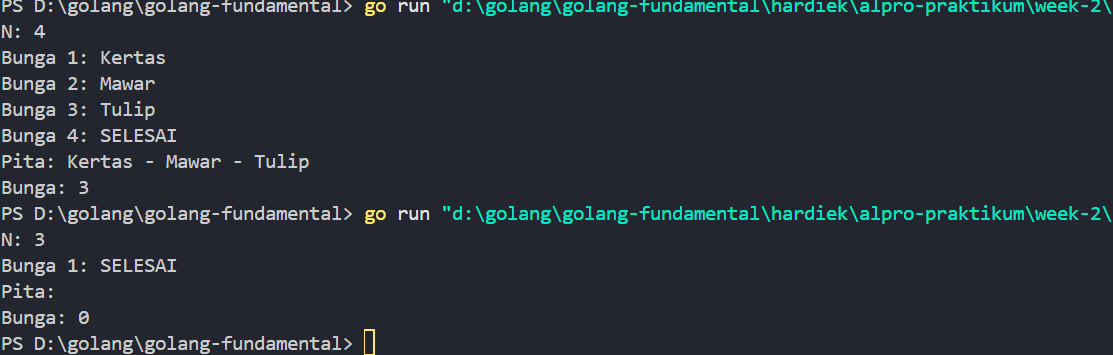 PS D:\golang\golang-fundamental> go run "d:\golang\golang-fundamental\hardiek\alpro-praktikum\week-2\
N: 4
Bunga 1: Kertas
Bunga 2: Mawar
Bunga 3: Tulip
Bunga 4: SELESAI
Pita: Kertas - Mawar - Tulip
Bunga: 3
PS D:\golang\golang-fundamental> go run "d:\golang\golang-fundamental\hardiek\alpro-praktikum\week-2\
N: 3
Bunga 1: SELESAI
Pita:
Bunga: 0
PS D:\golang\golang-fundamental>